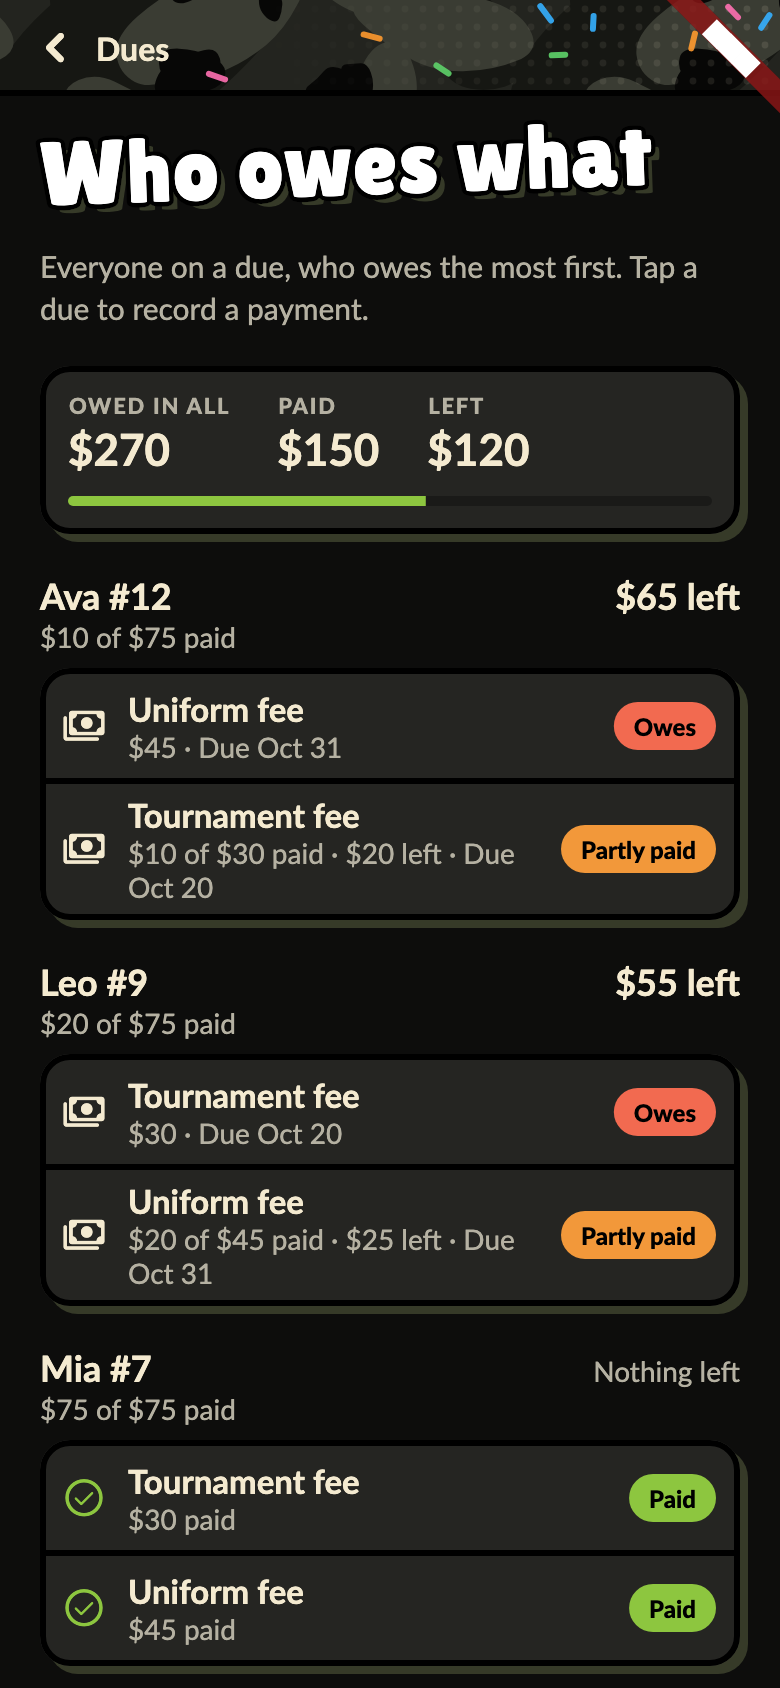 Dues
Who owes what
Everyone on a due, who owes the most first. Tap a
due to record a payment.
OWED IN ALL PAID LEFT
$270 $150 $120
Ava #12 $65 left
$10 of $75 paid
Uniform fee
$45 · Due Oct 31
Owes
Tournament fee
$10 of $30 paid · $20 left · Due
Oct 20
Partly paid
Leo #9 $55 left
$20 of $75 paid
Tournament fee
$30 · Due Oct 20
Owes
Uniform fee
$20 of $45 paid · $25 left · Due
Oct 31
Partly paid
Mia #7 Nothing left
$75 of $75 paid
Tournament fee
$30 paid
Paid
Uniform fee
$45 paid
Paid